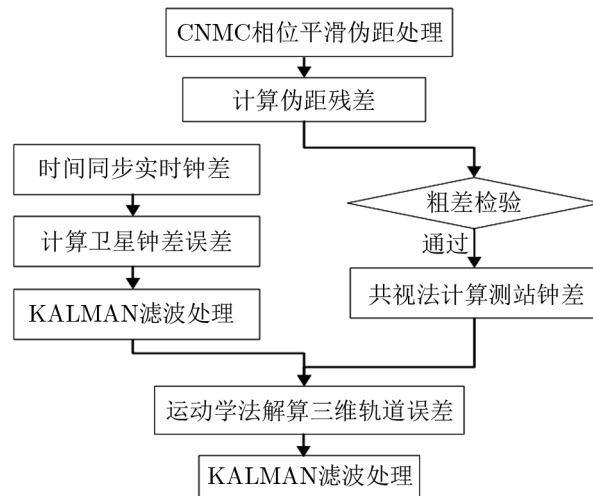 CNMC相位平滑伪距处理
计算伪距残差
时间同步实时钟差
粗差检验
计算卫星钟差误差
通过
KALMAN滤波处理
共视法计算测站钟差
运动学法解算三维轨道误差
KALMAN滤波处理